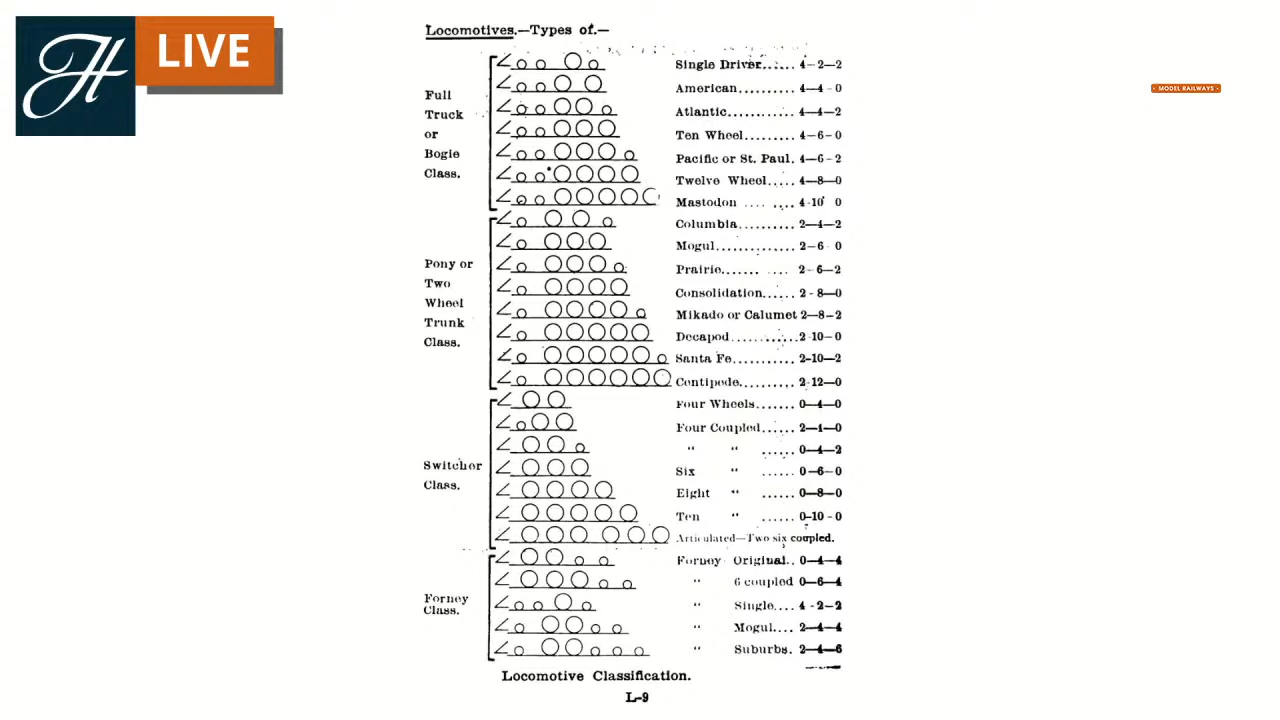 H LIVE
MODEL RAILWAYS
Locomotives.—Types of.—
Full
Truck
or
Bogie
Class.
Single Driver...... 4-2-2
American.......... 4-4-0
Atlantic............ 4-4-2
Ten Wheel......... 4-6-0
Pacific or St. Paul. 4-6-2
Twelve Wheel..... 4-8-0
Mastodon .... .... 4-10 0
Pony or
Two
Wheel
Trunk
Class.
Columbia.......... 2-4-2
Mogul.............. 2-6 0
Prairie....... .... 2-6-2
Consolidation...... 2-8-0
Mikado or Calumet 2-8-2
Decapod............ 2-10-0
Santa Fe........... 2-10-2
Centipede.......... 2-12-0
Switchor
Class.
Four Wheels....... 0-4-0
Four Coupled...... 2-4-0
“ “ ...... 0-4-2
Six “ ...... 0-6-0
Eight “ ...... 0-8-0
Ten “ ...... 0-10-0
Articulated—Two six coupled.
Forney
Class.
Forney Original.. 0-4-4
“ 6 coupled 0-6-4
“ Single.... 4-2-2
“ Mogul.... 2-4-4
“ Suburbs. 2-4-6
Locomotive Classification.
L-9